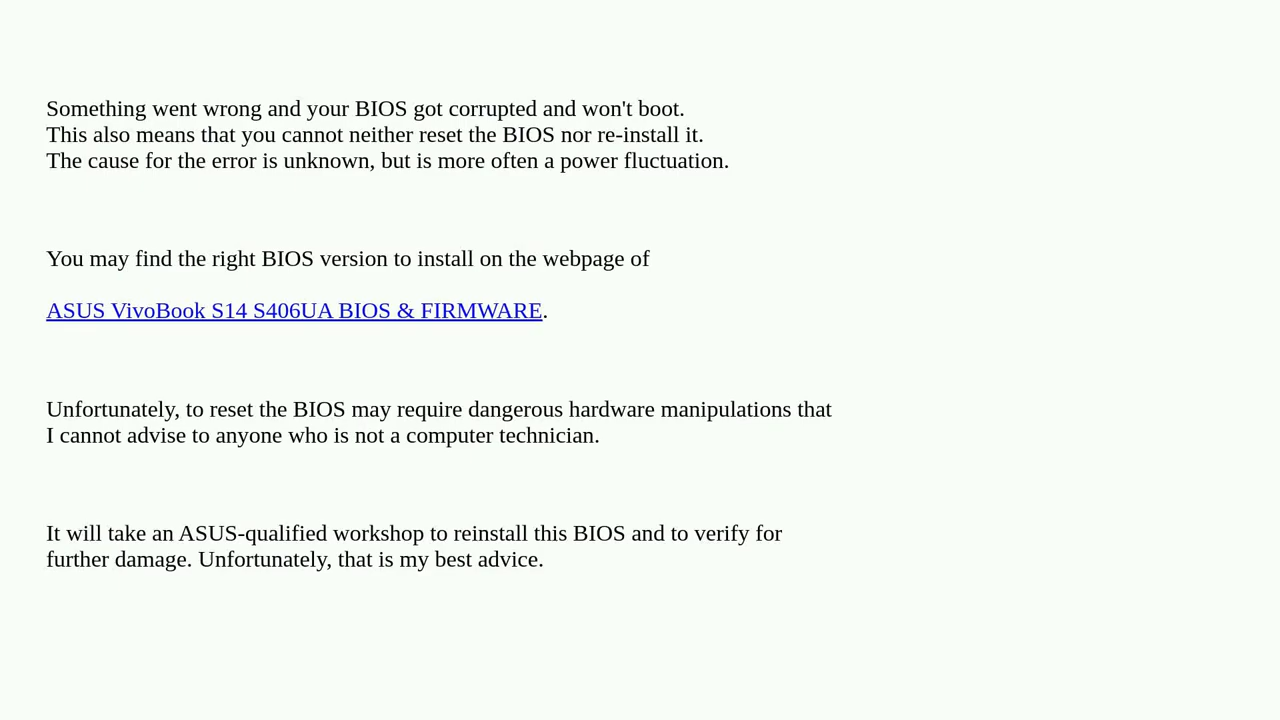 Something went wrong and your BIOS got corrupted and won't boot.
This also means that you cannot neither reset the BIOS nor re-install it.
The cause for the error is unknown, but is more often a power fluctuation.
You may find the right BIOS version to install on the webpage of
ASUS VivoBook S14 S406UA BIOS & FIRMWARE.
Unfortunately, to reset the BIOS may require dangerous hardware manipulations that
I cannot advise to anyone who is not a computer technician.
It will take an ASUS-qualified workshop to reinstall this BIOS and to verify for
further damage. Unfortunately, that is my best advice.